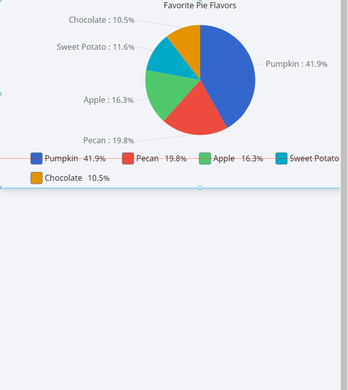 Favorite Pie Flavors
Chocolate : 10.5%
Sweet Potato : 11.6%
Pumpkin : 41.9%
Apple : 16.3%
Pecan : 19.8%
Pumpkin 41.9% Pecan 19.8% Apple 16.3% Sweet Potato
Chocolate 10.5%